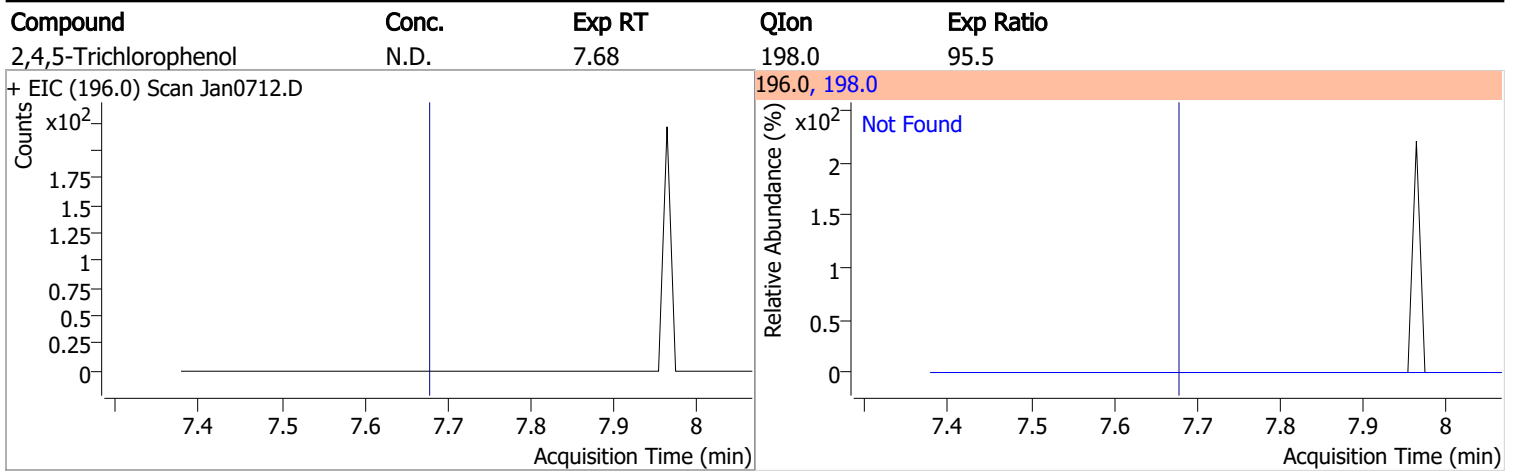 Compound Conc. Exp RT QIon Exp Ratio
2,4,5-Trichlorophenol N.D. 7.68 198.0 95.5
+ EIC (196.0) Scan Jan0712.D
196.0, 198.0
Counts
x10²
1.75
1.5
1.25
1
0.75
0.5
0.25
0
7.4 7.5 7.6 7.7 7.8 7.9 8
Acquisition Time (min)
Relative Abundance (%)
x10²
Not Found
2
1.5
1
0.5
0
7.4 7.5 7.6 7.7 7.8 7.9 8
Acquisition Time (min)